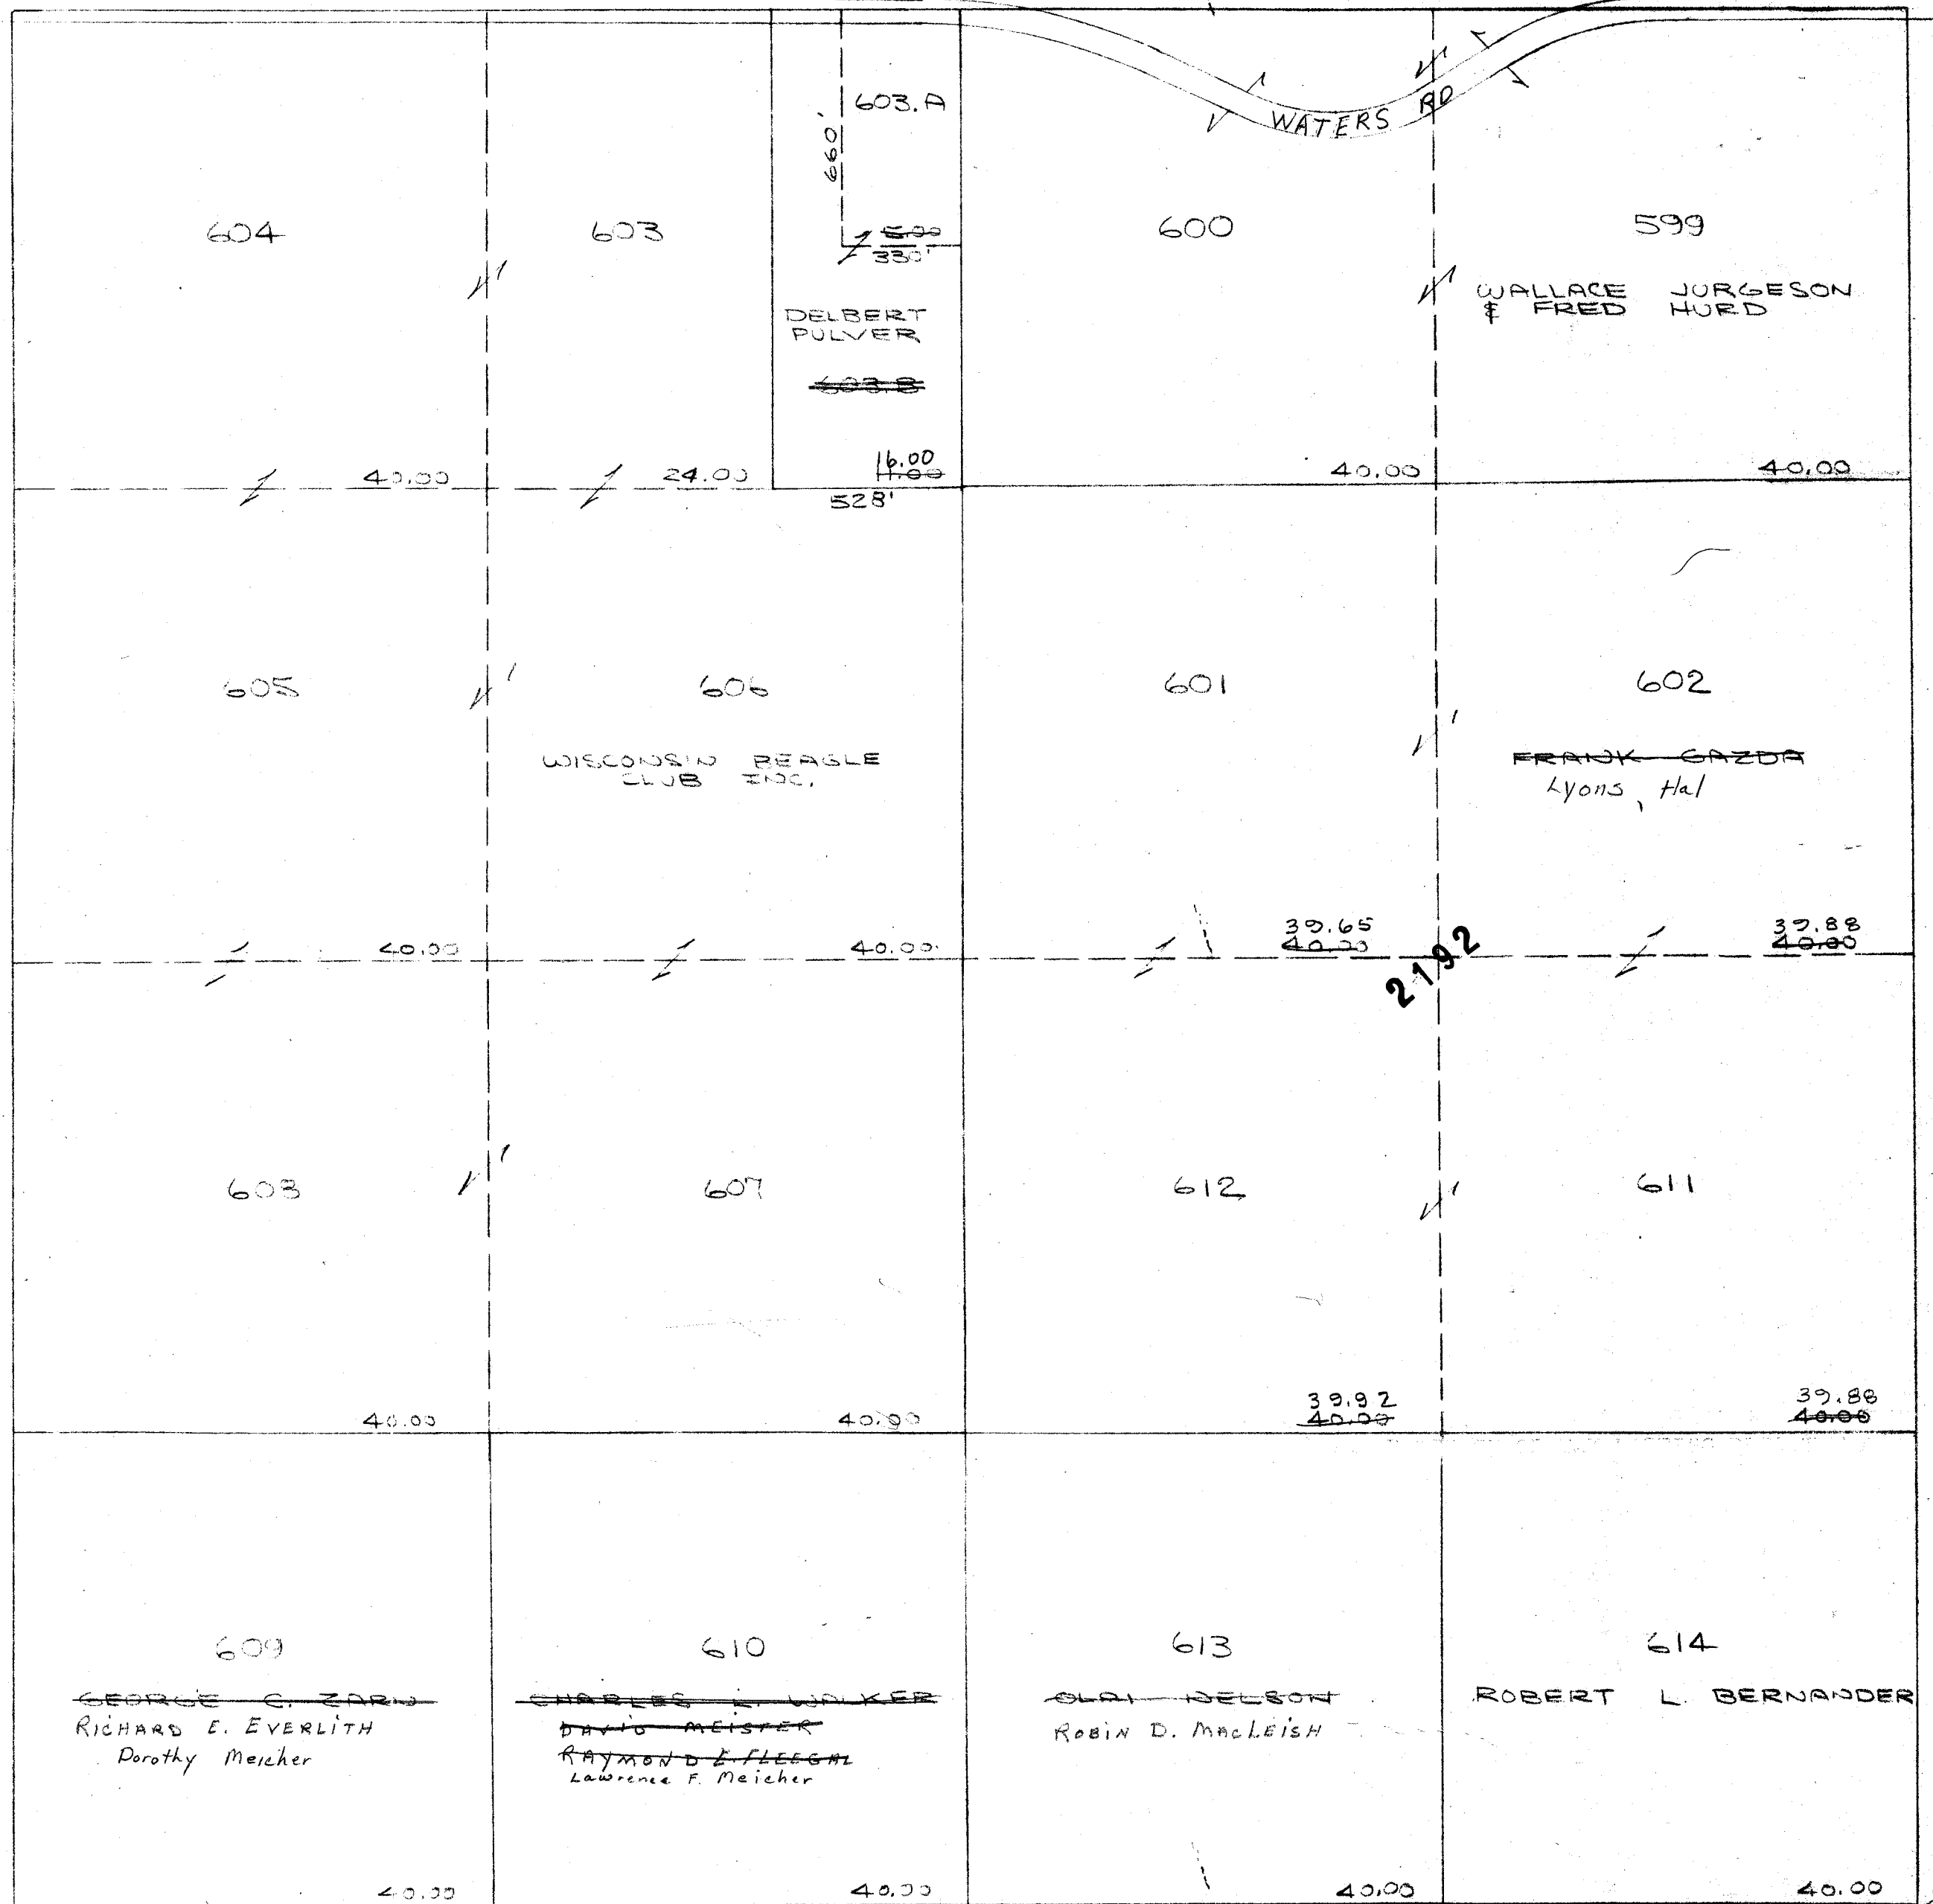 603.A
660'
WATERS RD
604
603
5.00
330'
600
599
DELBERT
PULVER
603.B
WALLACE JURGESON
& FRED HURD
40.00
24.00
16.00
11.00
528'
40.00
40.00
605
606
601
602
WISCONSIN BEAGLE
CLUB INC.
FRANK GAZDA
Lyons, Hal
40.00
40.00
39.65
40.00
39.88
40.00
2192
608
607
612
611
40.00
40.00
39.92
40.00
39.88
40.00
609
610
613
614
GEORGE C. ZARN
RICHARD E. EVERLITH
Dorothy Meicher
CHARLES L. WALKER
DAVID MEISTER
RAYMOND E. FLEEGAL
Lawrence F. Meicher
OLAI NELSON
ROBIN D. MACLEISH
ROBERT L. BERNANDER
40.00
40.00
40.00
40.00